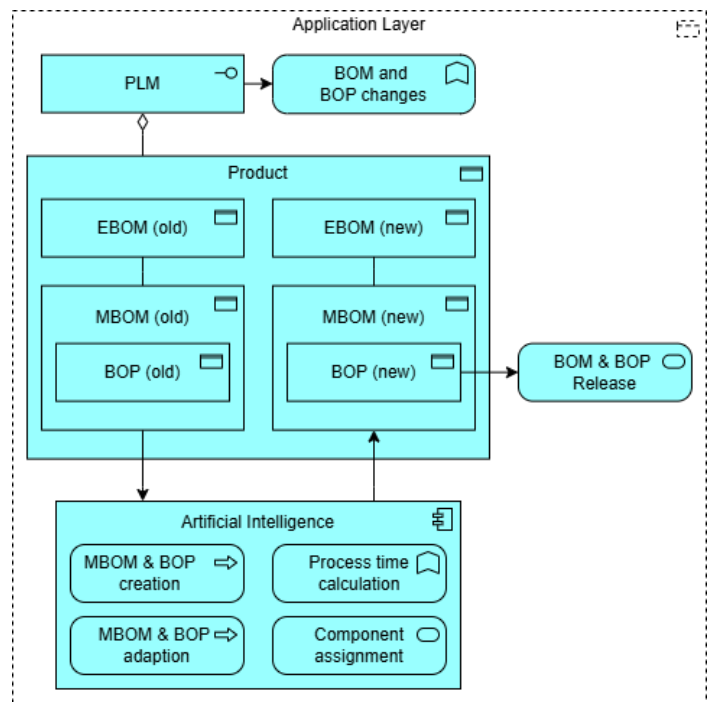 Application Layer
PLM
BOM and
BOP changes
Product
EBOM (old)
EBOM (new)
MBOM (old)
MBOM (new)
BOP (old)
BOP (new)
BOM & BOP
Release
Artificial Intelligence
MBOM & BOP
creation
Process time
calculation
MBOM & BOP
adaption
Component
assignment